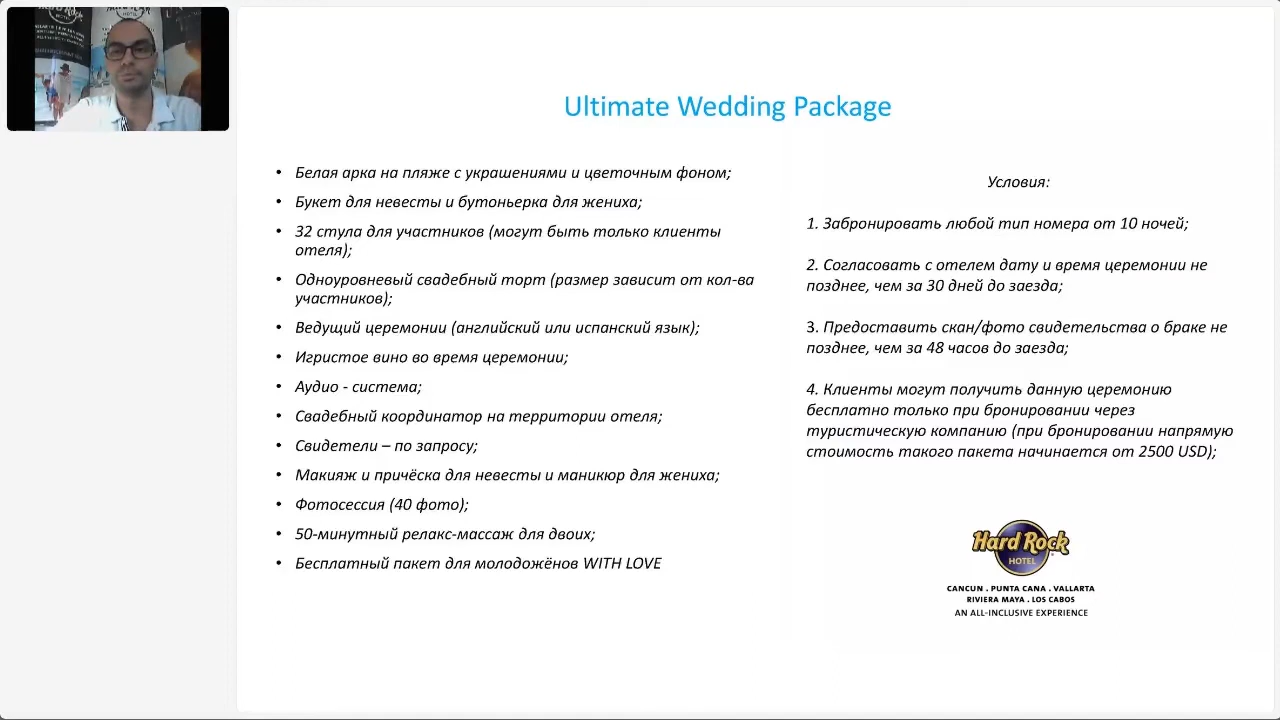 Ultimate Wedding Package
• Белая арка на пляже с украшениями и цветочным фоном;
• Букет для невесты и бутоньерка для жениха;
• 32 стула для участников (могут быть только клиенты
отеля);
• Одноуровневый свадебный торт (размер зависит от кол-ва
участников);
• Ведущий церемонии (английский или испанский язык);
• Игристое вино во время церемонии;
• Аудио - система;
• Свадебный координатор на территории отеля;
• Свидетели – по запросу;
• Макияж и причёска для невесты и маникюр для жениха;
• Фотосессия (40 фото);
• 50-минутный релакс-массаж для двоих;
• Бесплатный пакет для молодожёнов WITH LOVE
Условия:
1. Забронировать любой тип номера от 10 ночей;
2. Согласовать с отелем дату и время церемонии не
позднее, чем за 30 дней до заезда;
3. Предоставить скан/фото свидетельства о браке не
позднее, чем за 48 часов до заезда;
4. Клиенты могут получить данную церемонию
бесплатно только при бронировании через
туристическую компанию (при бронировании напрямую
стоимость такого пакета начинается от 2500 USD);
Hard Rock
HOTEL
CANCUN . PUNTA CANA . VALLARTA
RIVIERA MAYA . LOS CABOS
AN ALL-INCLUSIVE EXPERIENCE